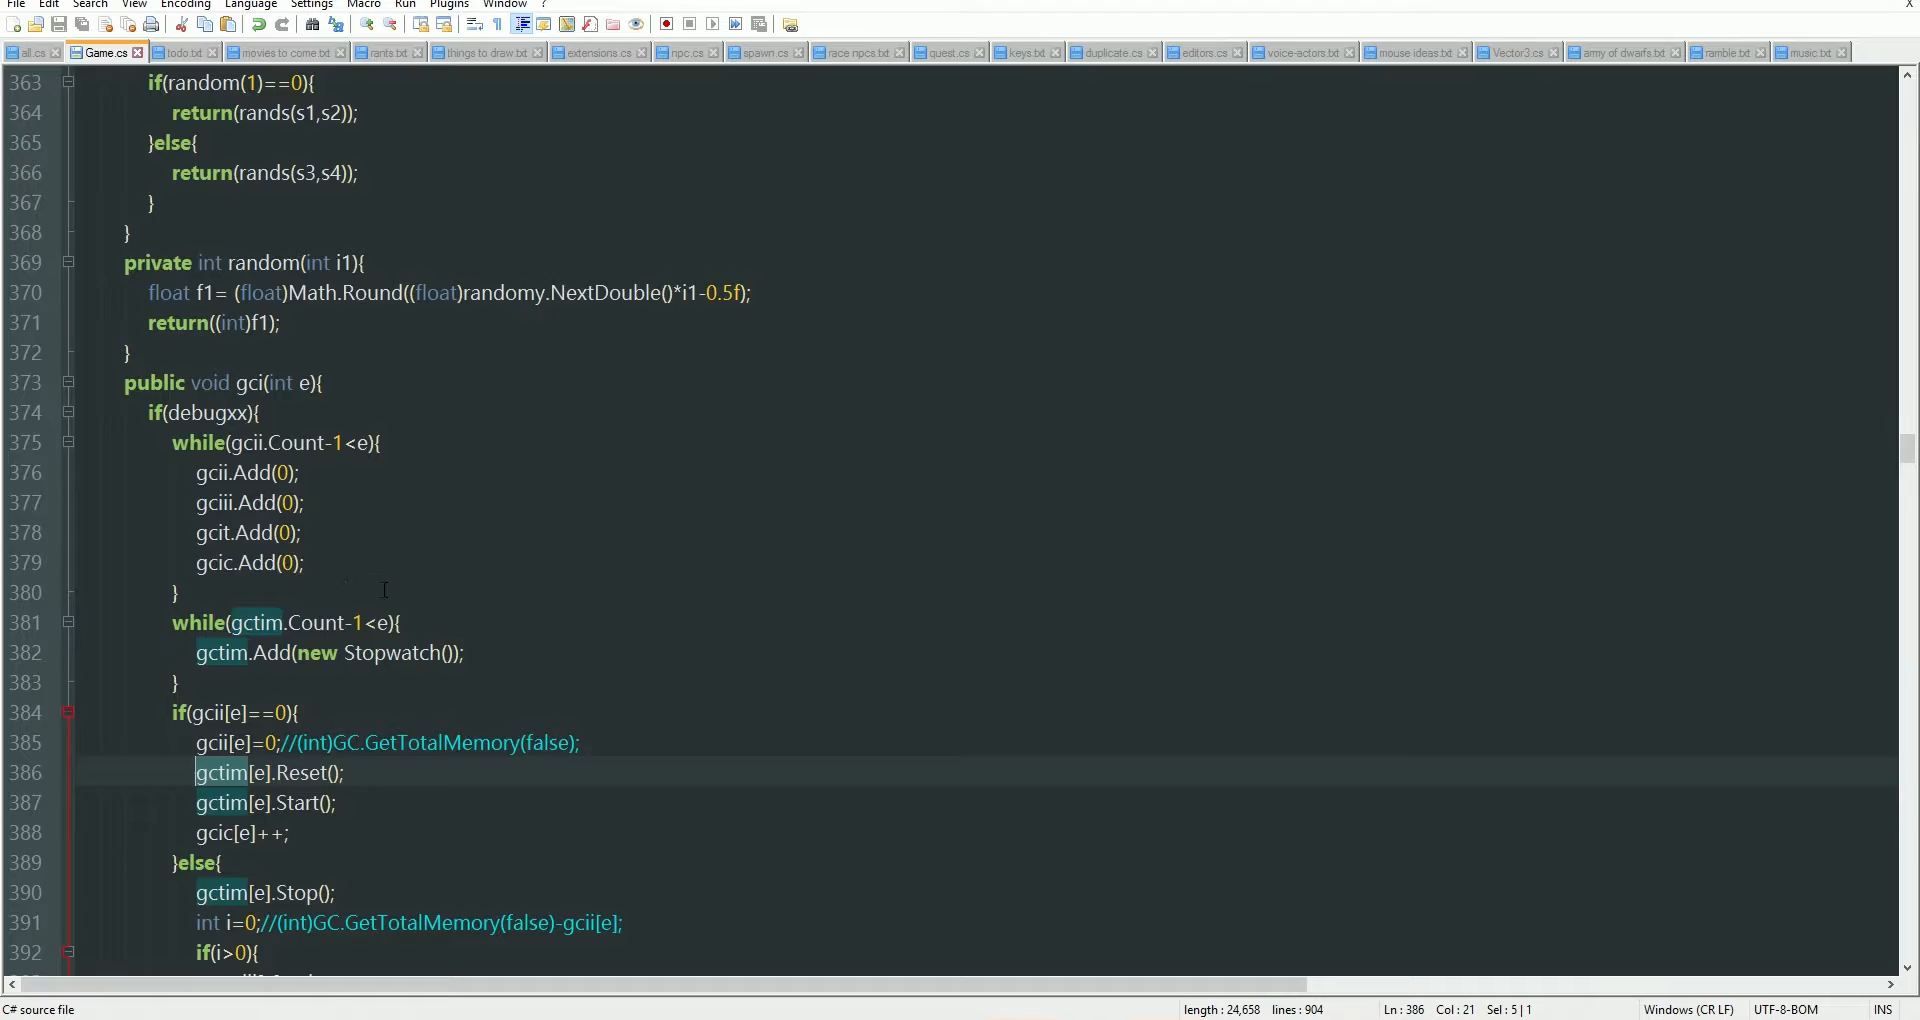 File Edit Search View Encoding Language Settings Macro Run Plugins Window ? X
all.cs Game.cs todo.txt movies to come.txt rants.txt things to draw.txt extensions.cs npc.cs spawn.cs race npcs.txt quest.cs keys.txt duplicate.cs editors.cs voice-actors.txt mouse ideas.txt Vector3.cs army of dwarfs.txt ramble.txt music.txt
363 if(random(1)==0){
364 return(rands(s1,s2));
365 }else{
366 return(rands(s3,s4));
367 }
368 }
369 private int random(int i1){
370 float f1= (float)Math.Round((float)randomy.NextDouble()*i1-0.5f);
371 return((int)f1);
372 }
373 public void gci(int e){
374 if(debugxx){
375 while(gcii.Count-1<e){
376 gcii.Add(0);
377 gciii.Add(0);
378 gcit.Add(0);
379 gcic.Add(0);
380 }
381 while(gctim.Count-1<e){
382 gctim.Add(new Stopwatch());
383 }
384 if(gcii[e]==0){
385 gcii[e]=0;//(int)GC.GetTotalMemory(false);
386 gctim[e].Reset();
387 gctim[e].Start();
388 gcic[e]++;
389 }else{
390 gctim[e].Stop();
391 int i=0;//(int)GC.GetTotalMemory(false)-gcii[e];
392 if(i>0){
C# source file length : 24,658 lines : 904 Ln : 386 Col : 21 Sel : 5 | 1 Windows (CR LF) UTF-8-BOM INS